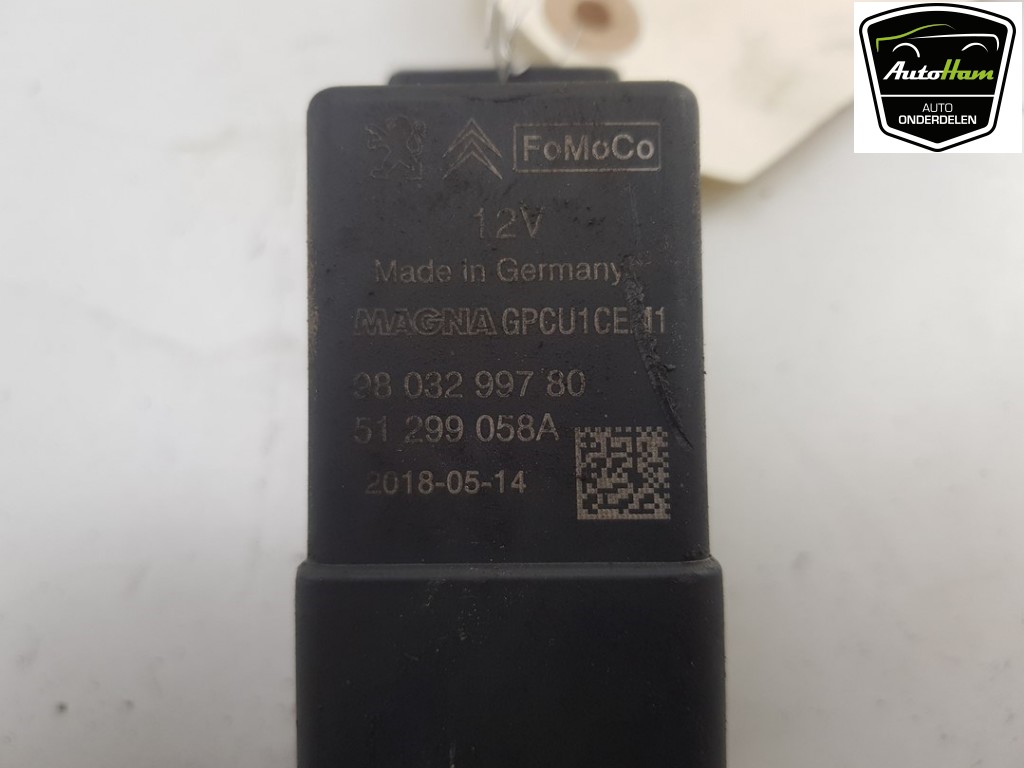 AutoHam
AUTO
ONDERDELEN
FoMoCo
12V
Made in Germany
MAGNA
98 032 997 80
51 299 058A
2018-05-14